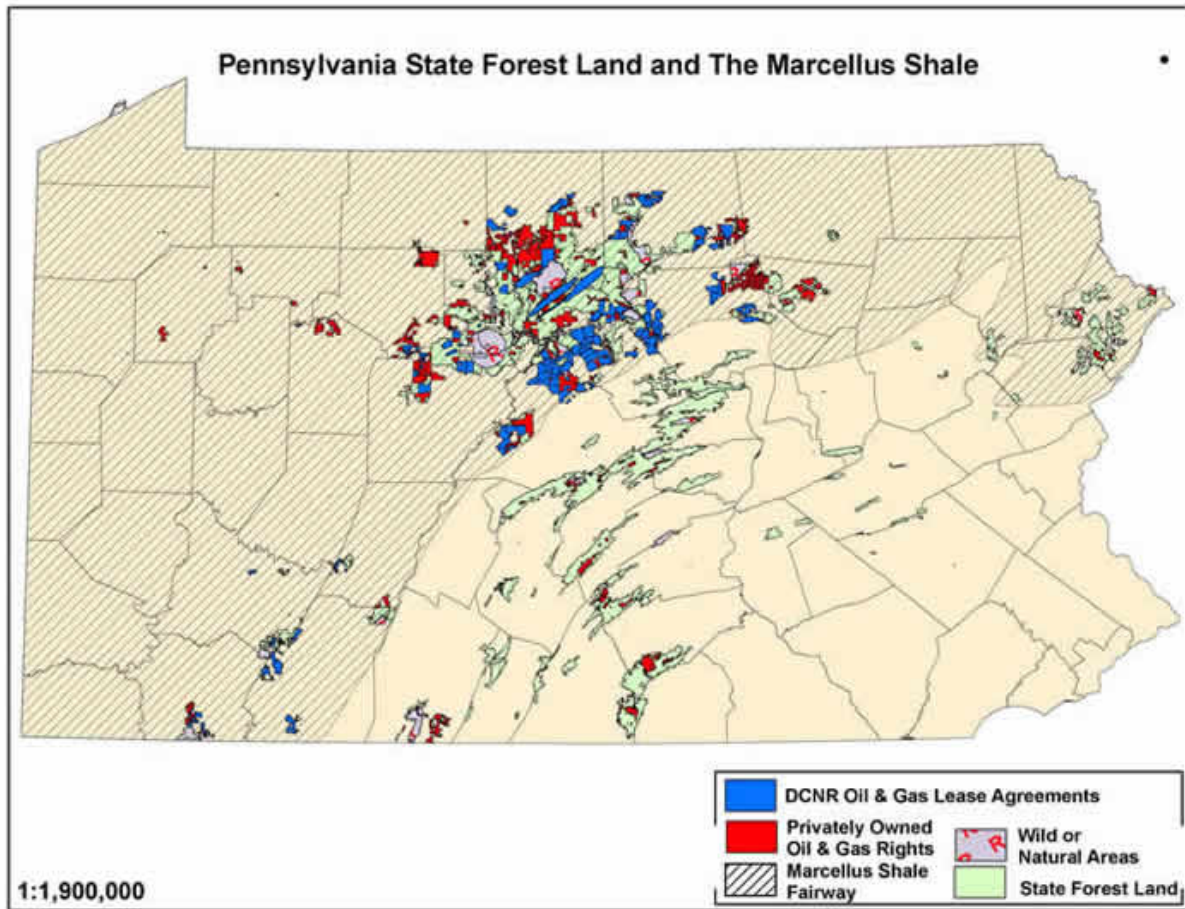 Pennsylvania State Forest Land and The Marcellus Shale
DCNR Oil & Gas Lease Agreements
Privately Owned
Oil & Gas Rights
Marcellus Shale
Fairway
R
Wild or
Natural Areas
State Forest Land
1:1,900,000